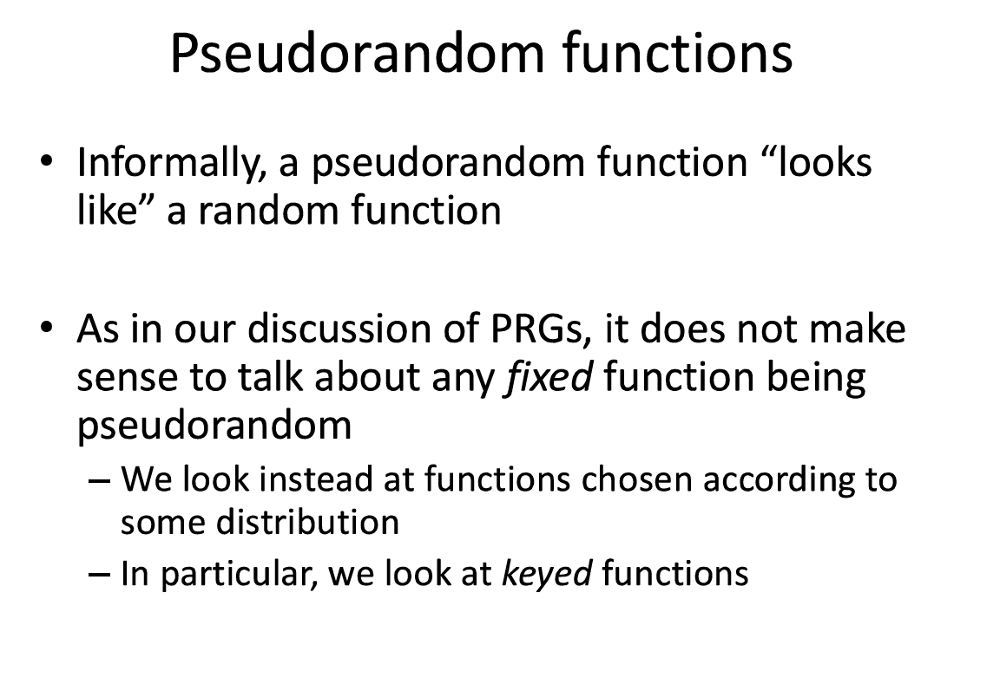 Pseudorandom functions
• Informally, a pseudorandom function “looks
like” a random function
• As in our discussion of PRGs, it does not make
sense to talk about any fixed function being
pseudorandom
– We look instead at functions chosen according to
some distribution
– In particular, we look at keyed functions